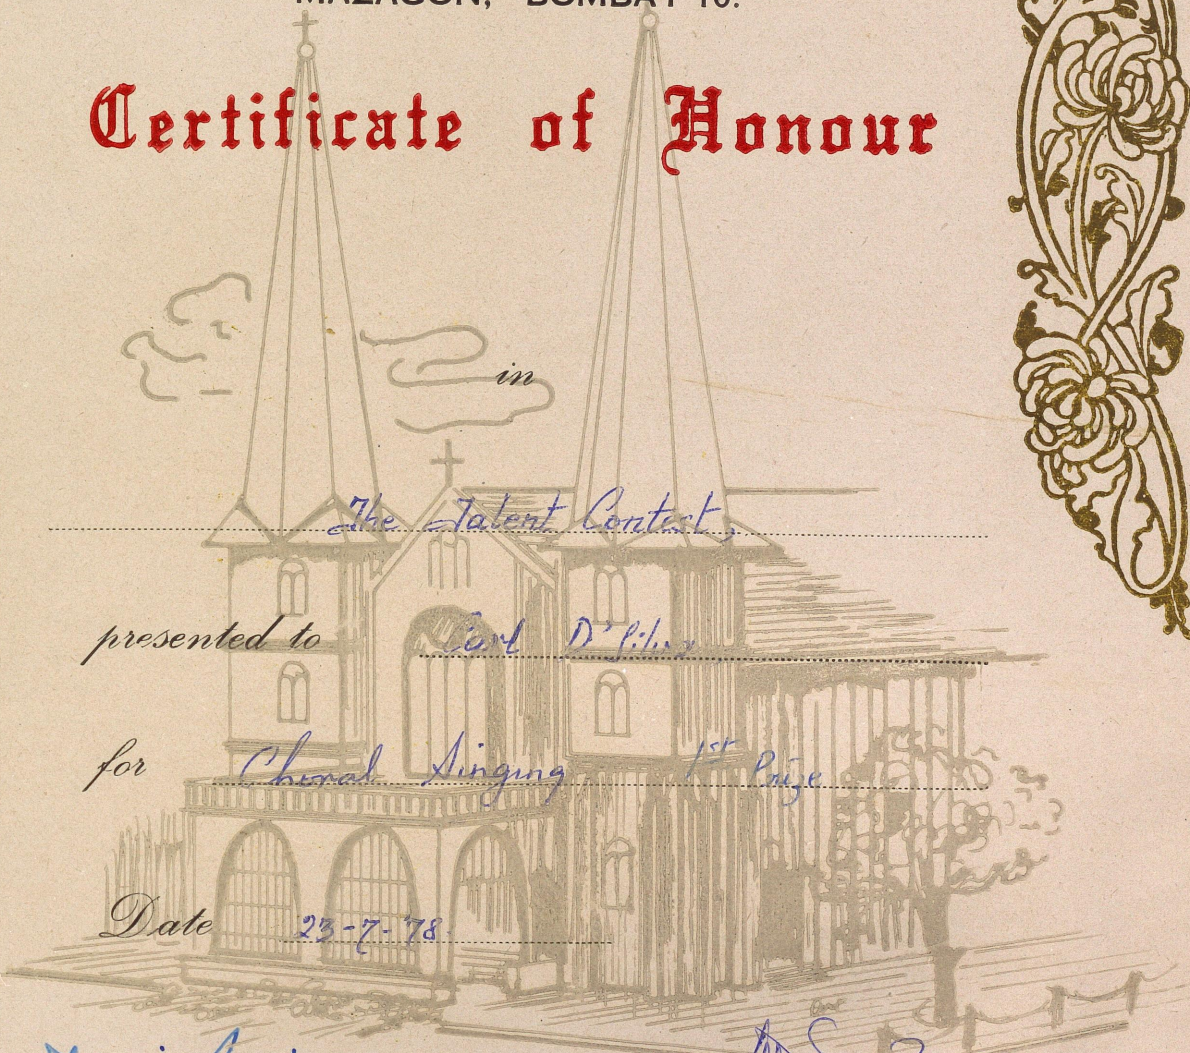 MAZAGON, BOMBAY 10.
Certificate of Honour
in
The Talent Contest,
presented to Carl D'Silva
for Choral Singing 1st Prize
Date 23-7-78.